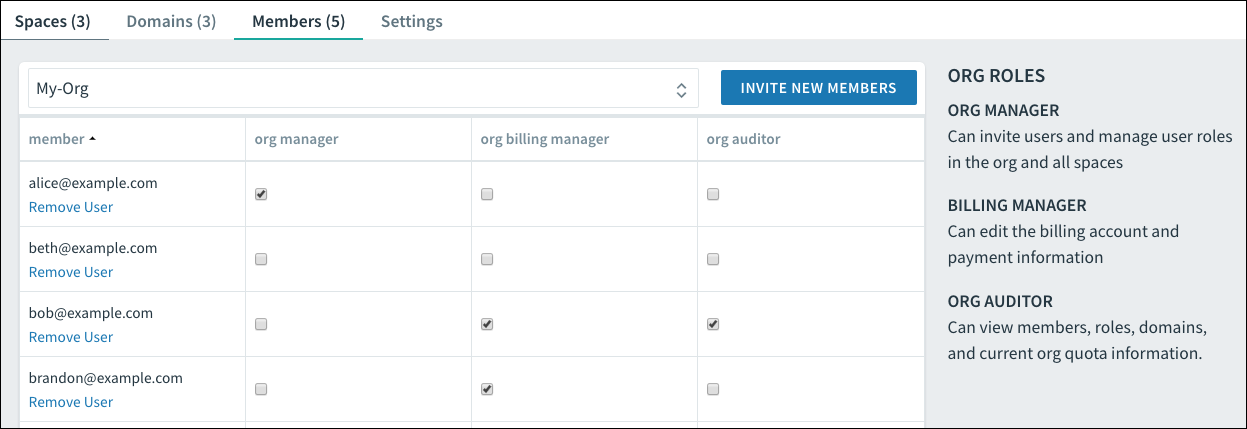 Spaces (3) Domains (3) Members (5) Settings
My-Org
INVITE NEW MEMBERS
member org manager org billing manager org auditor
alice@example.com
Remove User
beth@example.com
Remove User
bob@example.com
Remove User
brandon@example.com
Remove User
ORG ROLES
ORG MANAGER
Can invite users and manage user roles
in the org and all spaces
BILLING MANAGER
Can edit the billing account and
payment information
ORG AUDITOR
Can view members, roles, domains,
and current org quota information.